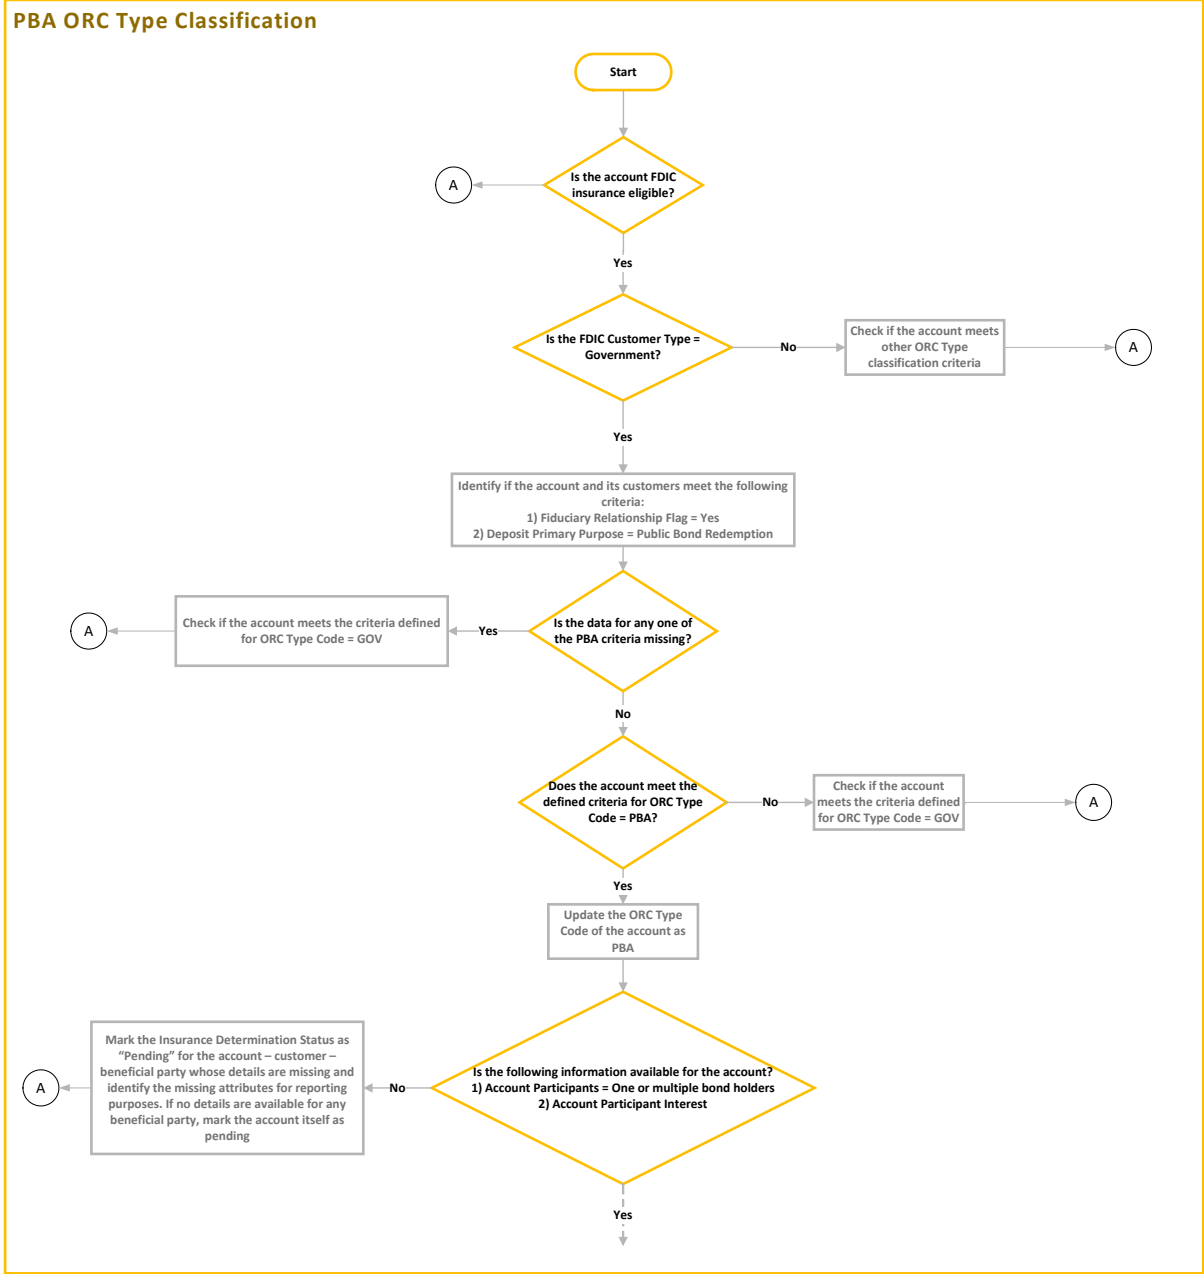 PBA ORC Type Classification
Start
Is the account FDIC
insurance eligible?
A
Yes
Is the FDIC Customer Type =
Government?
No
Check if the account meets
other ORC Type
classification criteria
A
Yes
Identify if the account and its customers meet the following
criteria:
1) Fiduciary Relationship Flag = Yes
2) Deposit Primary Purpose = Public Bond Redemption
Is the data for any one of
the PBA criteria missing?
Yes
Check if the account meets the criteria defined
for ORC Type Code = GOV
A
No
Does the account meet the
defined criteria for ORC Type
Code = PBA?
No
Check if the account
meets the criteria defined
for ORC Type Code = GOV
A
Yes
Update the ORC Type
Code of the account as
PBA
Is the following information available for the account?
1) Account Participants = One or multiple bond holders
2) Account Participant Interest
No
Mark the Insurance Determination Status as
“Pending” for the account – customer –
beneficial party whose details are missing and
identify the missing attributes for reporting
purposes. If no details are available for any
beneficial party, mark the account itself as
pending
A
Yes